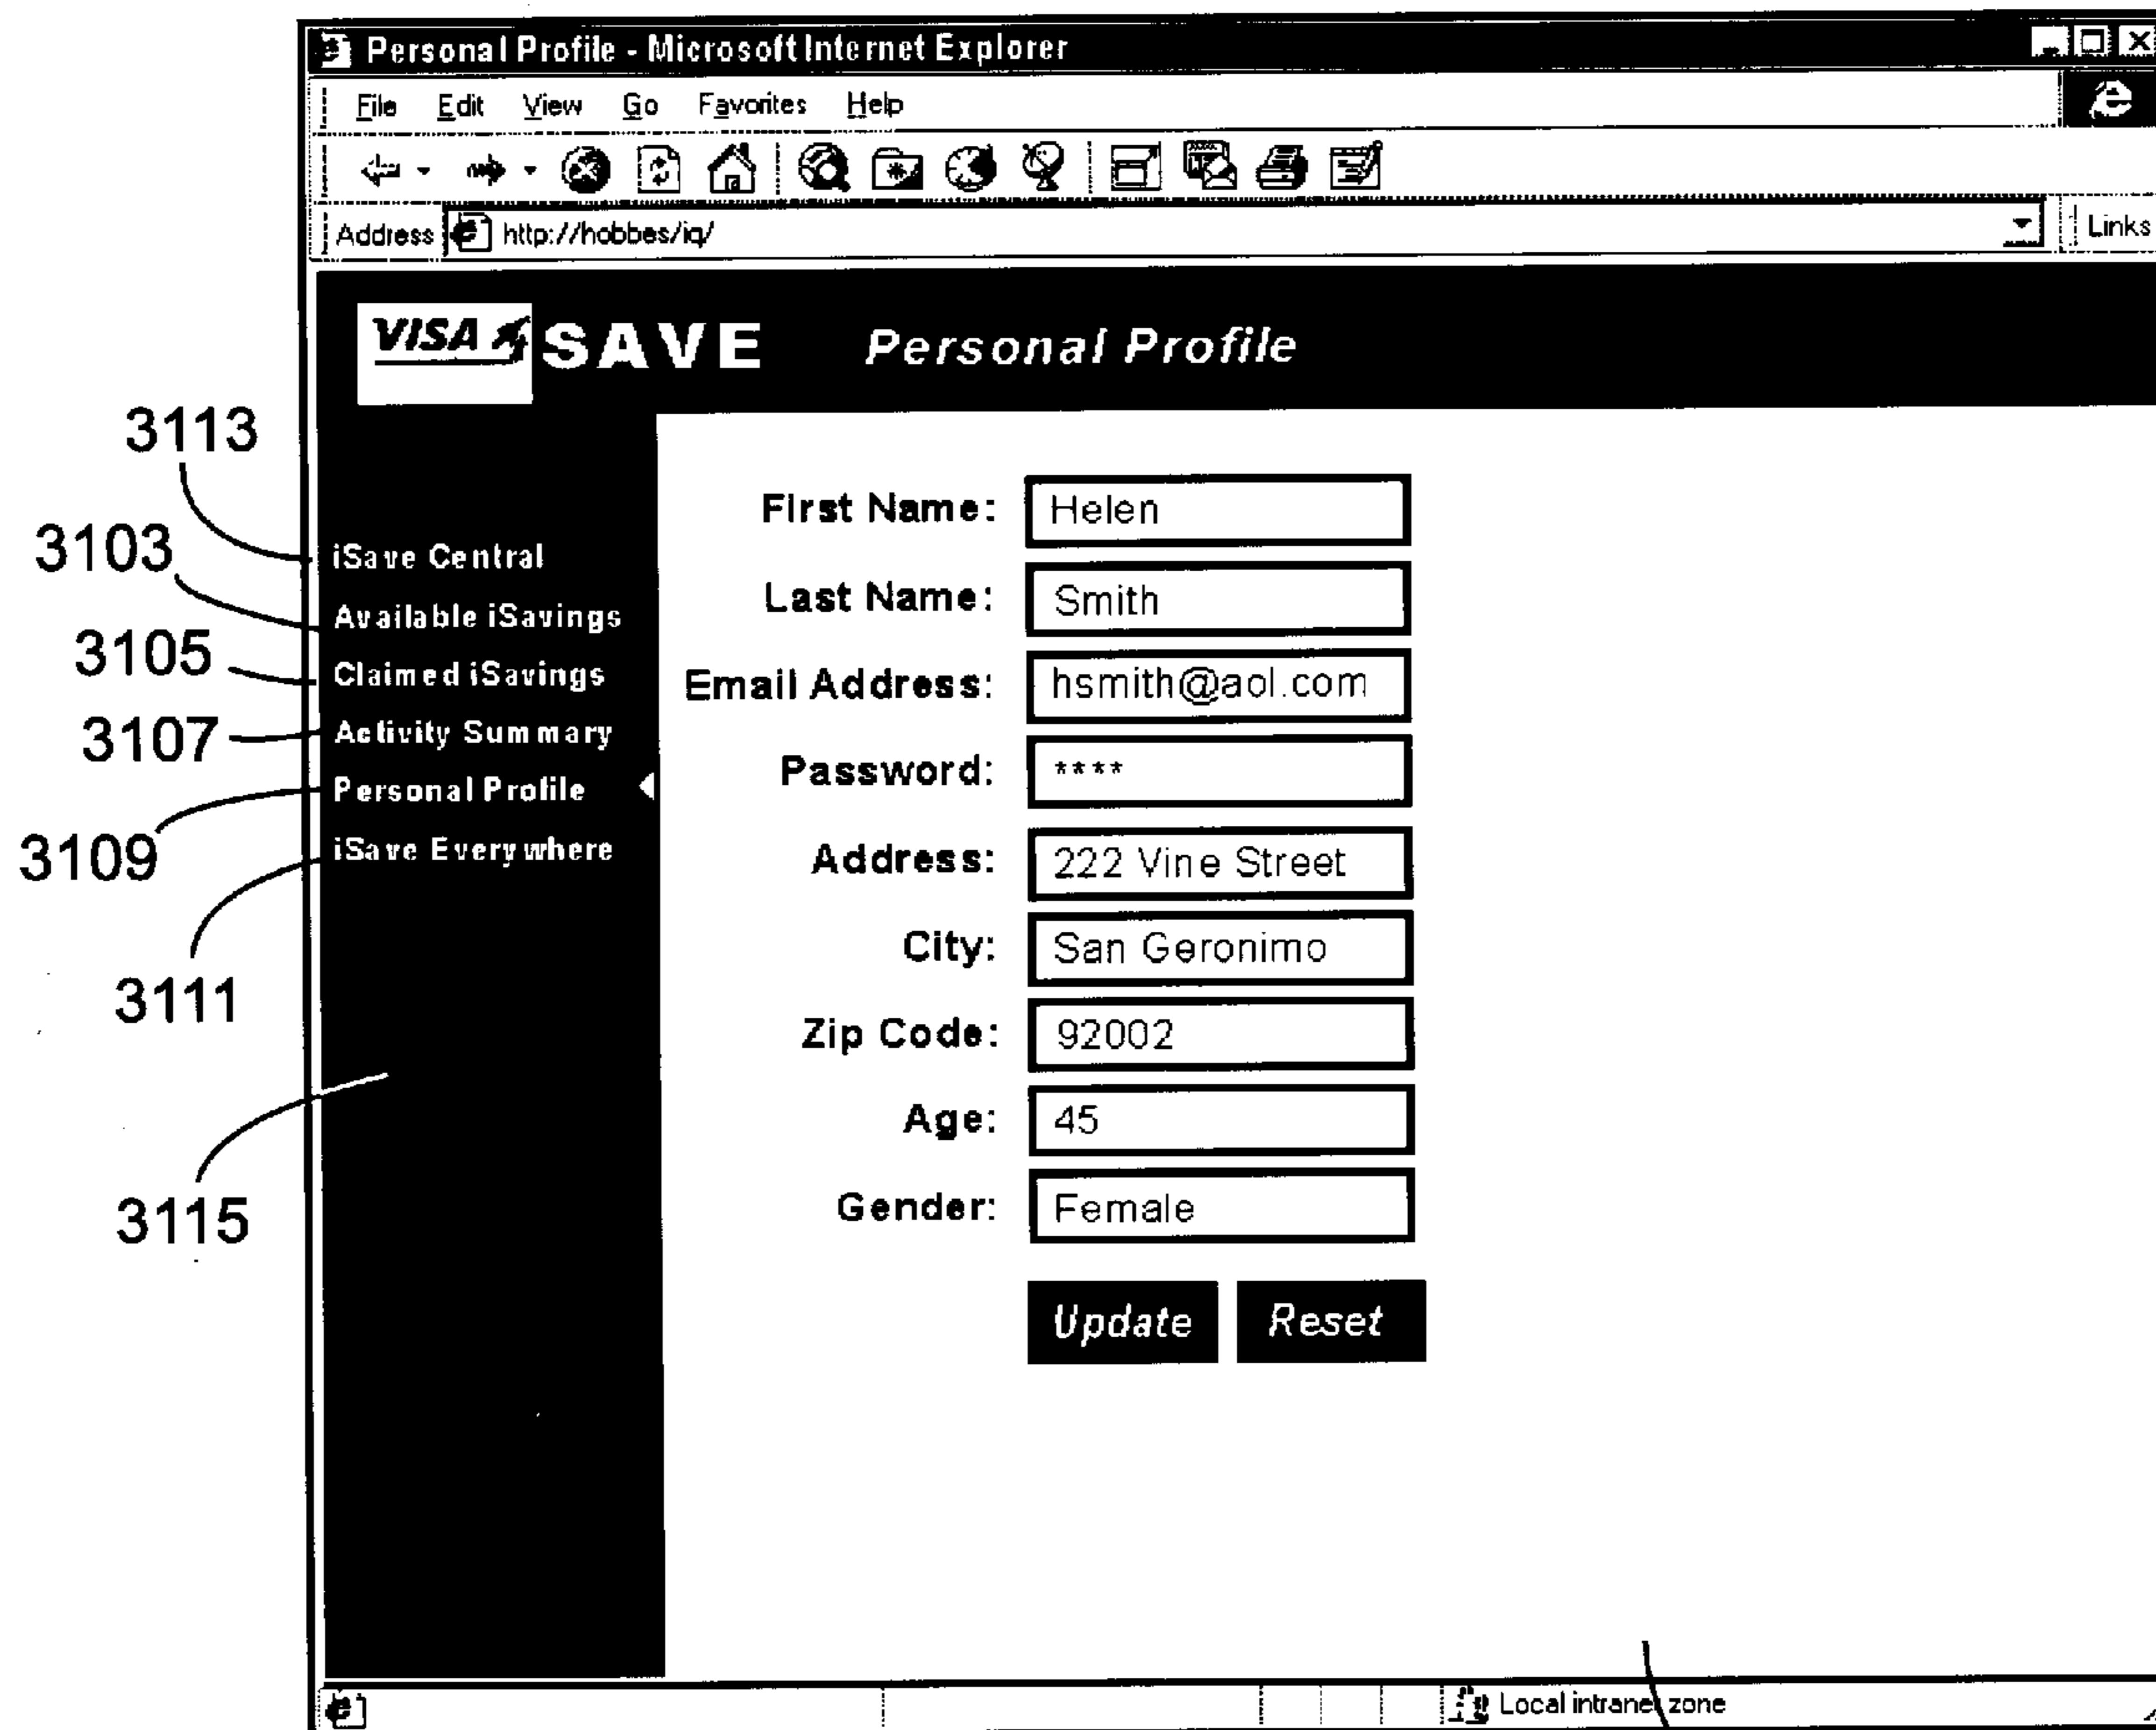 Personal Profile - Microsoft Internet Explorer
File Edit View Go Favorites Help
Address http://hobbes/iq/ Links
VISA SAVE Personal Profile
3113
3103
3105
3107
3109
3111
3115
iSave Central
Available iSavings
Claimed iSavings
Activity Summary
Personal Profile
iSave Everywhere
First Name: Helen
Last Name: Smith
Email Address: hsmith@aol.com
Password: ****
Address: 222 Vine Street
City: San Geronimo
Zip Code: 92002
Age: 45
Gender: Female
Update Reset
Local intranet zone